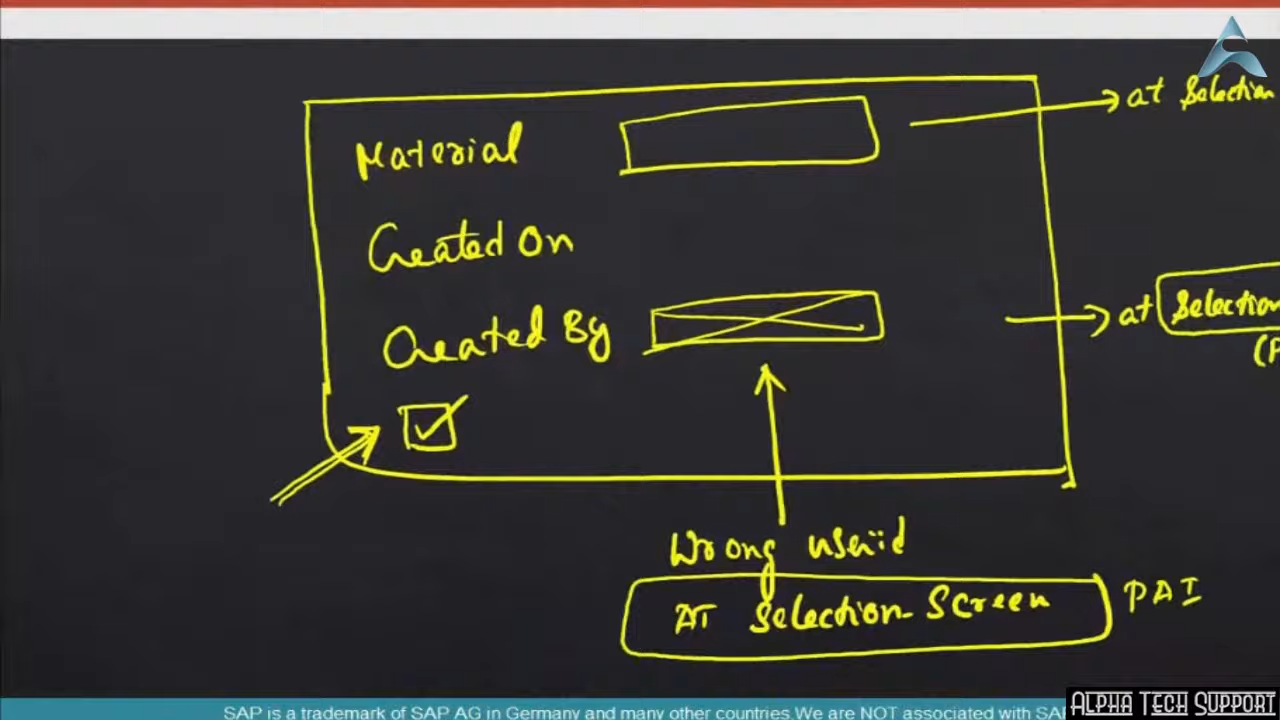 Material
at Selection
Created On
Created By
at Selection
(P
Wrong userid
AT Selection-Screen
PAI
SAP is a trademark of SAP AG in Germany and many other countries.We are NOT associated with SAP
ALPHA TECH SUPPORT